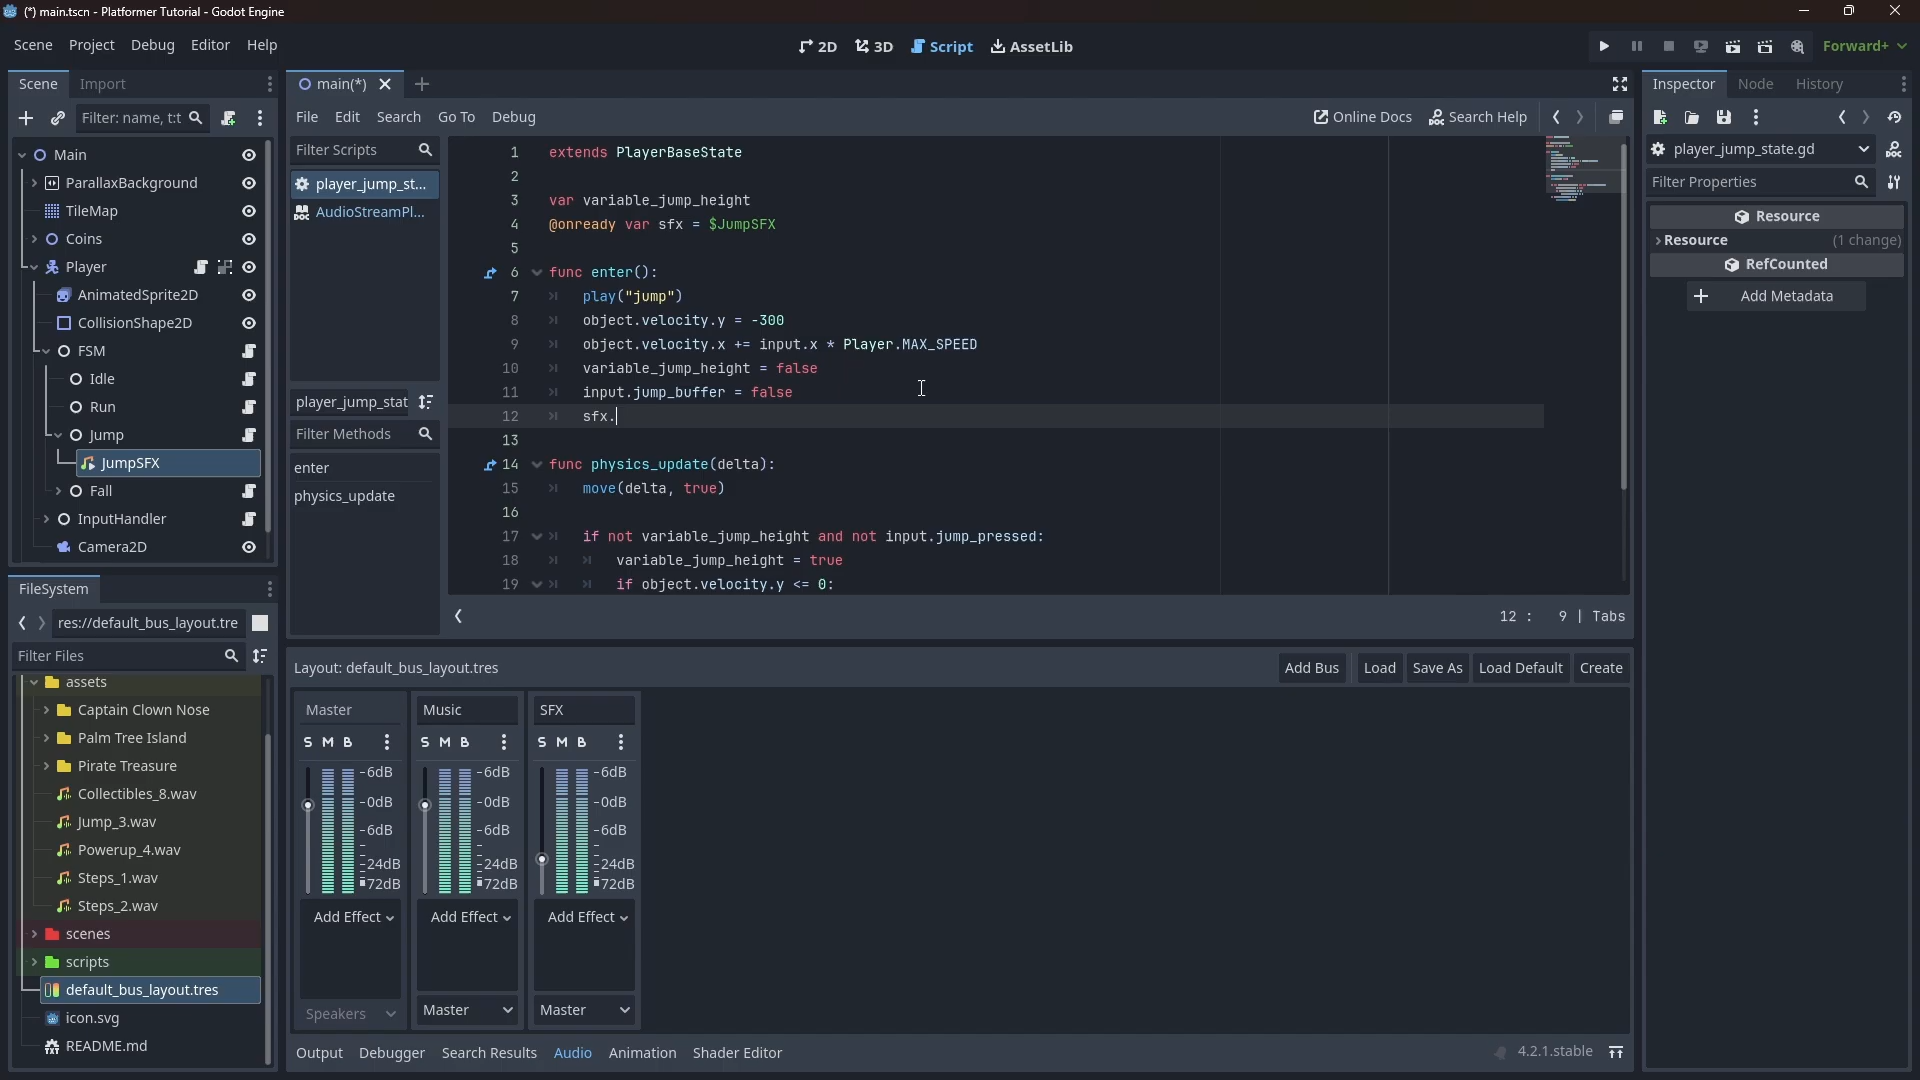 (*) main.tscn - Platformer Tutorial - Godot Engine
Scene Project Debug Editor Help
2D 3D Script AssetLib
Forward+
Scene Import
Filter: name, t:t
Main
ParallaxBackground
TileMap
Coins
Player
AnimatedSprite2D
CollisionShape2D
FSM
Idle
Run
Jump
JumpSFX
Fall
InputHandler
Camera2D
FileSystem
res://default_bus_layout.tre
Filter Files
assets
Captain Clown Nose
Palm Tree Island
Pirate Treasure
Collectibles_8.wav
Jump_3.wav
Powerup_4.wav
Steps_1.wav
Steps_2.wav
scenes
scripts
default_bus_layout.tres
icon.svg
README.md
main(*)
File Edit Search Go To Debug
Online Docs Search Help
Filter Scripts
player_jump_st...
AudioStreamPl...
player_jump_stat
Filter Methods
enter
physics_update
1 extends PlayerBaseState
2
3 var variable_jump_height
4 @onready var sfx = $JumpSFX
5
6 func enter():
7 play("jump")
8 object.velocity.y = -300
9 object.velocity.x += input.x * Player.MAX_SPEED
10 variable_jump_height = false
11 input.jump_buffer = false
12 sfx.
13
14 func physics_update(delta):
15 move(delta, true)
16
17 if not variable_jump_height and not input.jump_pressed:
18 variable_jump_height = true
19 if object.velocity.y <= 0:
12 : 9 | Tabs
Layout: default_bus_layout.tres
Add Bus Load Save As Load Default Create
Master Music SFX
S M B S M B S M B
-6dB -6dB -6dB
-0dB -0dB -0dB
-6dB -6dB -6dB
-24dB -24dB -24dB
72dB 72dB 72dB
Add Effect Add Effect Add Effect
Speakers Master Master
Output Debugger Search Results Audio Animation Shader Editor
4.2.1.stable
Inspector Node History
player_jump_state.gd
Filter Properties
Resource
Resource (1 change)
RefCounted
Add Metadata